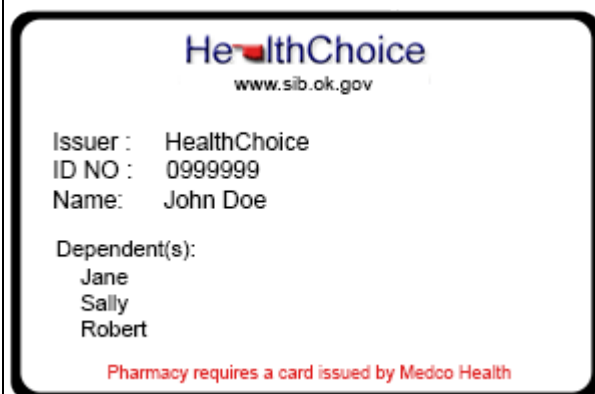 HealthChoice
www.sib.ok.gov
Issuer : HealthChoice
ID NO : 0999999
Name: John Doe
Dependent(s):
Jane
Sally
Robert
Pharmacy requires a card issued by Medco Health